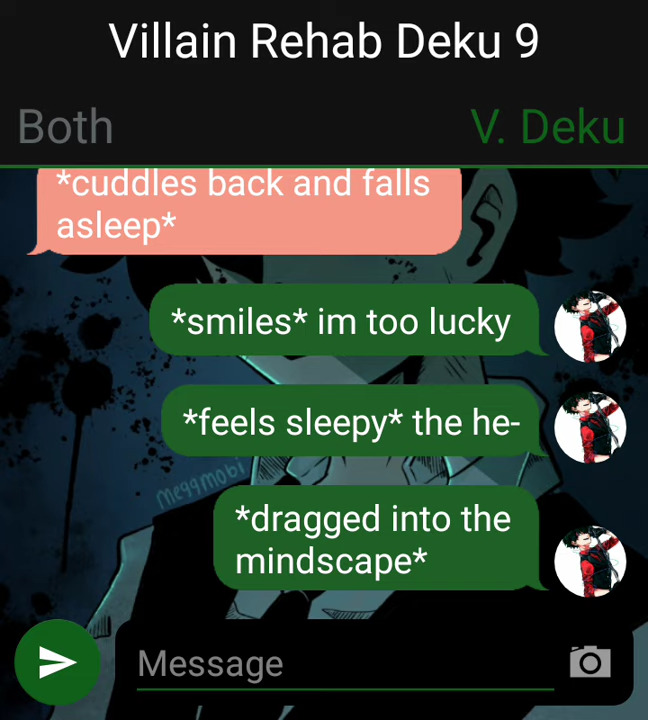 Villain Rehab Deku 9
Both
V. Deku
*cuddles back and falls
asleep*
*smiles* im too lucky
*feels sleepy* the he-
meggmobi
*dragged into the
mindscape*
Message